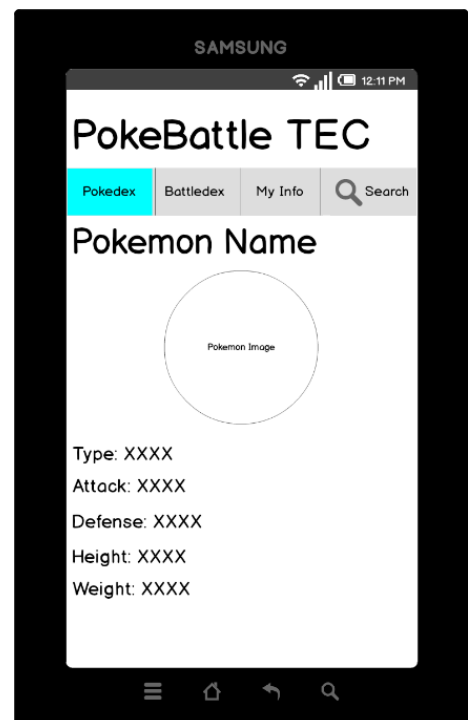 SAMSUNG
12:11 PM
PokeBattle TEC
Pokedex Battledex My Info Search
Pokemon Name
Pokemon Image
Type: XXXX
Attack: XXXX
Defense: XXXX
Height: XXXX
Weight: XXXX